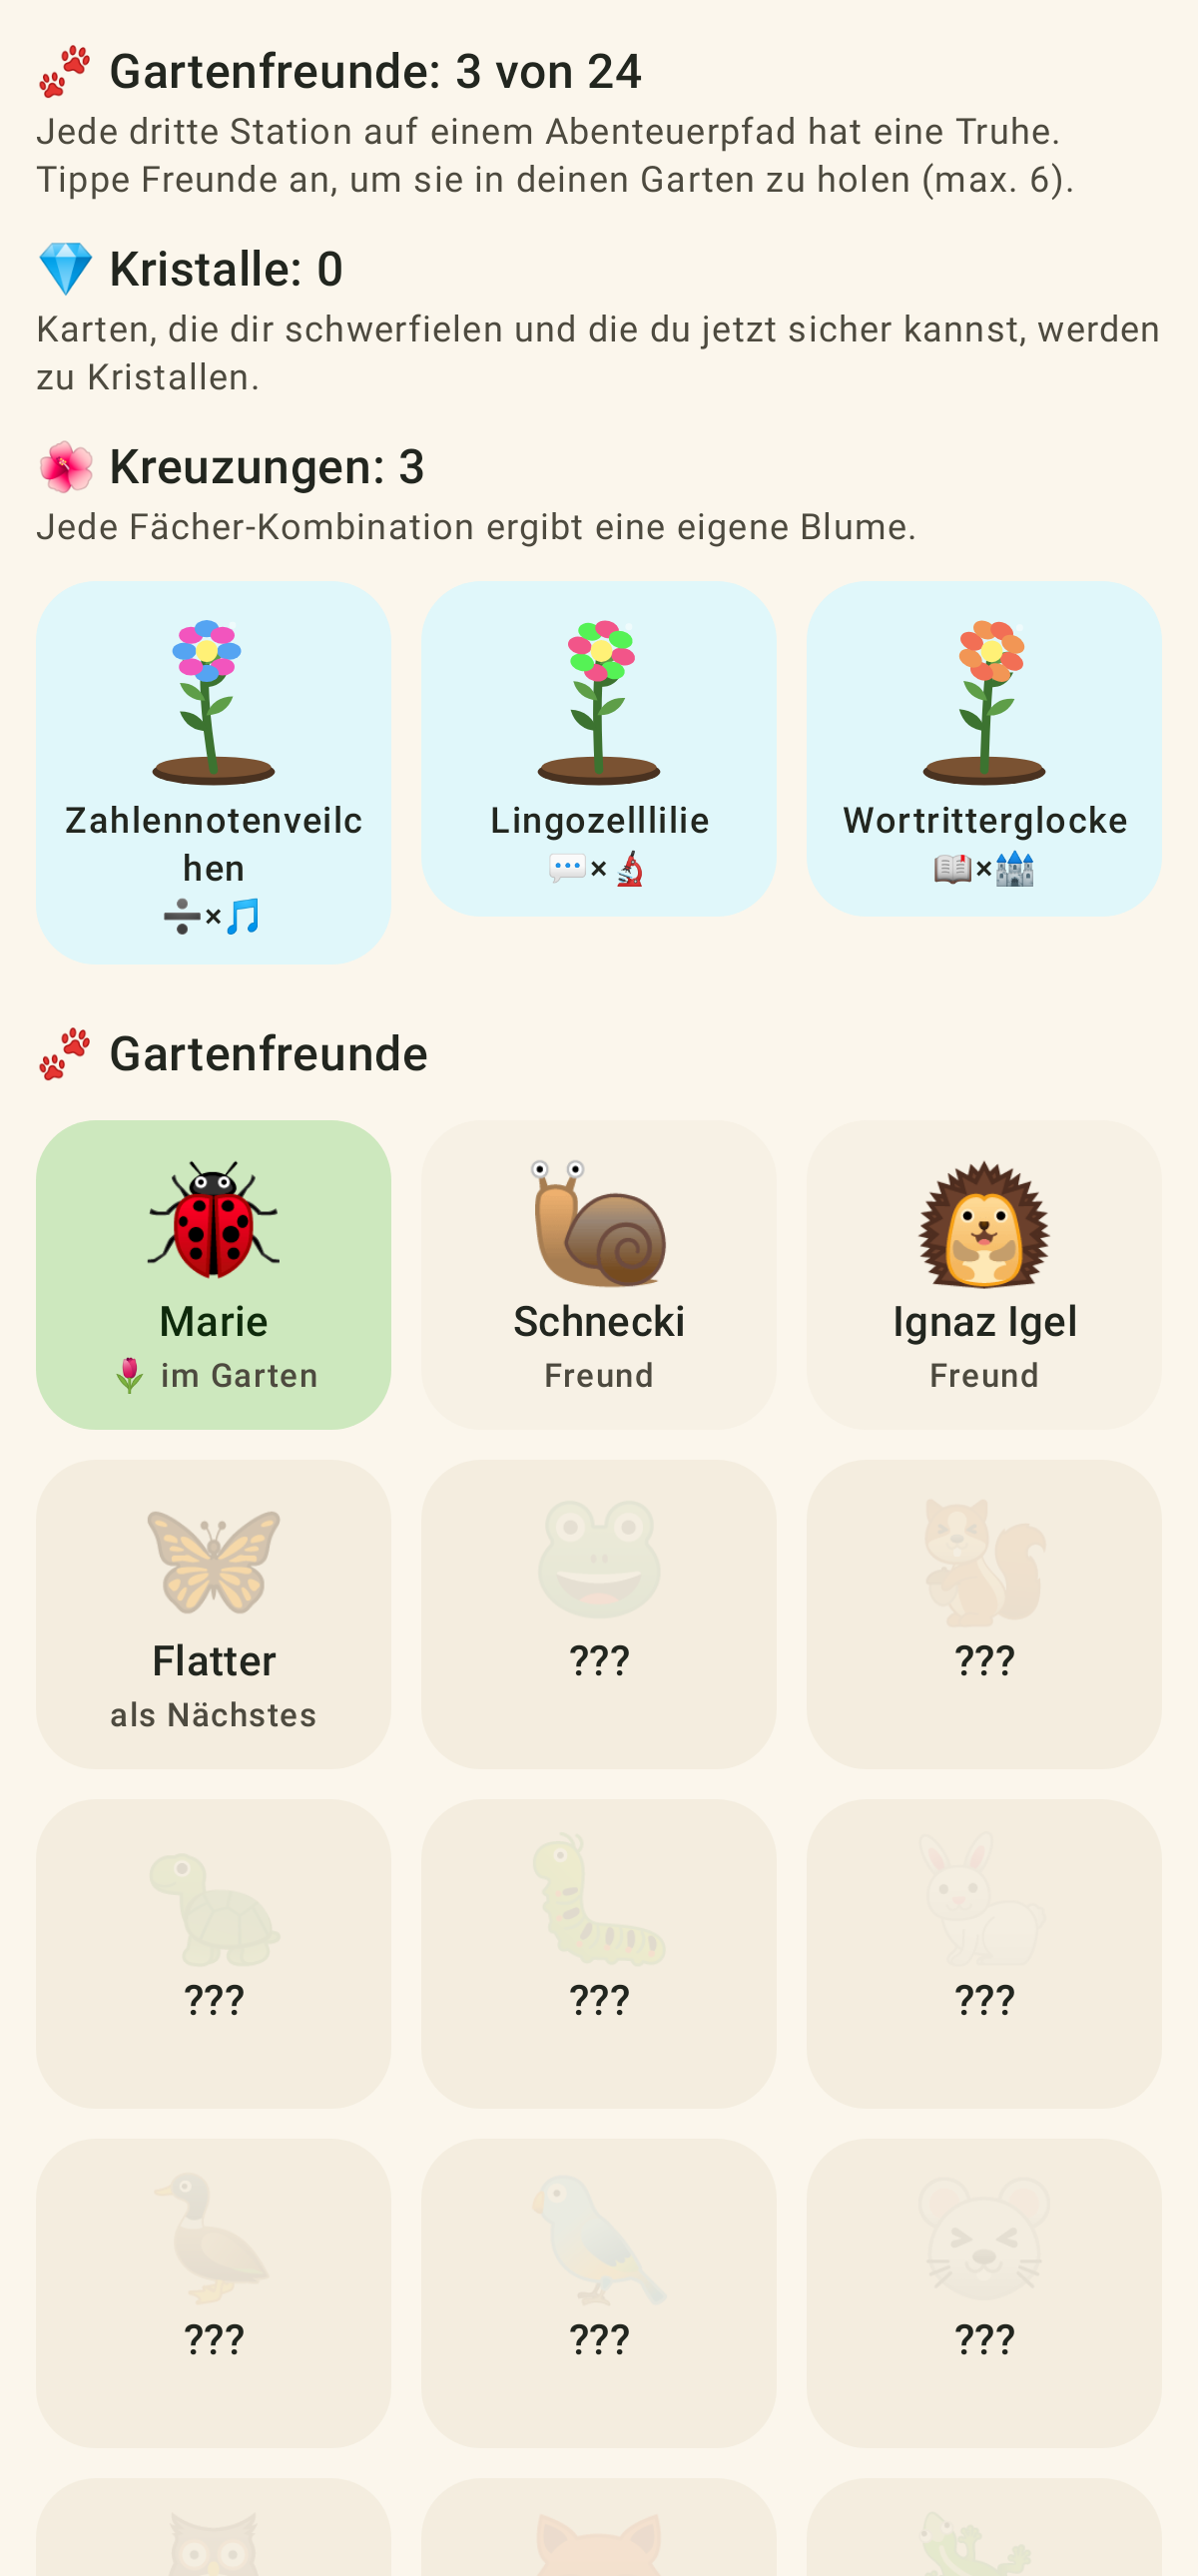 Gartenfreunde: 3 von 24
Jede dritte Station auf einem Abenteuerpfad hat eine Truhe.
Tippe Freunde an, um sie in deinen Garten zu holen (max. 6).
Kristalle: 0
Karten, die dir schwerfielen und die du jetzt sicher kannst, werden
zu Kristallen.
Kreuzungen: 3
Jede Fächer-Kombination ergibt eine eigene Blume.
Zahlennotenveilc
hen
÷×🎵
Lingozelllilie
💬×🔬
Wortritterglocke
📖×🏰
Gartenfreunde
Marie
im Garten
Schnecki
Freund
Ignaz Igel
Freund
Flatter
als Nächstes
???
???
???
???
???
???
???
???